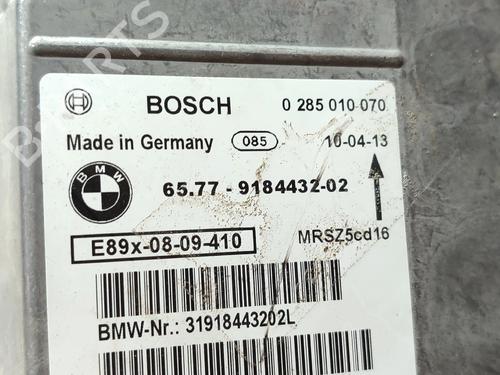 BOSCH 0 285 010 070
Made in Germany 085 10-04-13
BMW 65.77 - 9184432-02
E89x-08-09-410 MRSZ5cd16
BMW-Nr.: 31918443202L